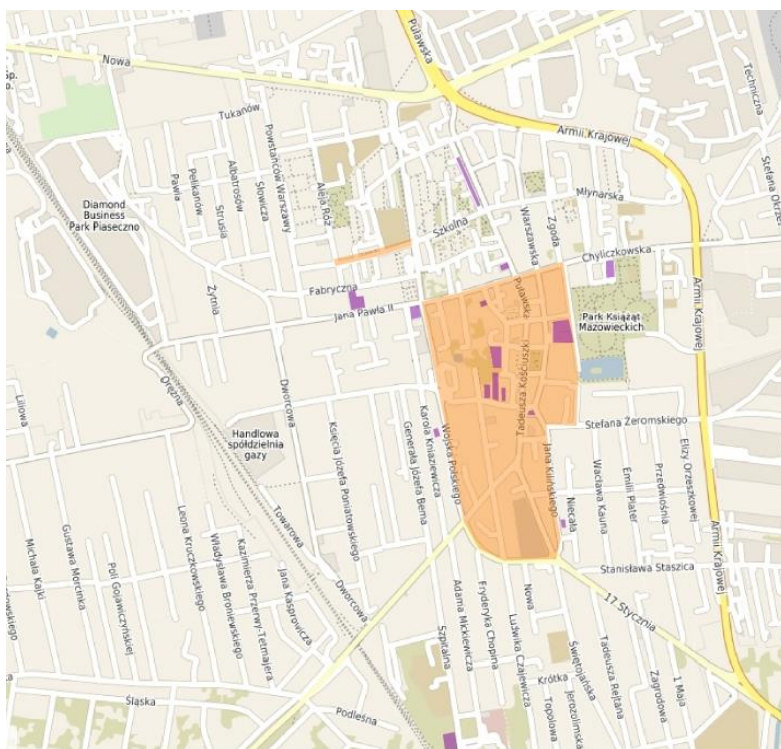 Puławska
Nowa
Sp.
Techniczna
Tukanów
Armii Krajowej
Powstańców Warszawy
Albatrosów
Słowicza
Pelikanów
Pawia
Strusia
Aleja Róż
Stefana Okrzei
Młynarska
Diamond
Business
Park Piaseczno
Szkolna
Warszawska
Zgoda
Chyliczkowska
Żytnia
Fabryczna
Jana Pawła II
Puławska
Park Książąt
Mazowieckich
Armii Krajowej
Orężna
Dworcowa
Tadeusza Kościuszki
Liliowa
Handlowa
spółdzielnia
gazy
Księcia Józefa Poniatowskiego
Karola Kniaziewicza
Generała Józefa Bema
Wojska Polskiego
Stefana Żeromskiego
Jana Kilińskiego
Niecała
Wacława Kauna
Emilii Plater
Przedwiośnia
Elizy Orzeszkowej
Armii Krajowej
Towarowa
Michała Kajki
Gustawa Morcinka
Poli Gojawiczyńskiej
Leona Kruczkowskiego
Władysława Broniewskiego
Kazimierza Przerwy-Tetmajera
Jana Kasprowicza
Dworcowa
Stanisława Staszica
17 Stycznia
Szpitalna
Adama Mickiewicza
Fryderyka Chopina
Nowa
Ludwika Czajewicza
Krótka
Topolowa
Świętojańska
Jerozolimska
Tadeusza Rejtana
Zagrodowa
1 Maja
Śląska
Podleśna